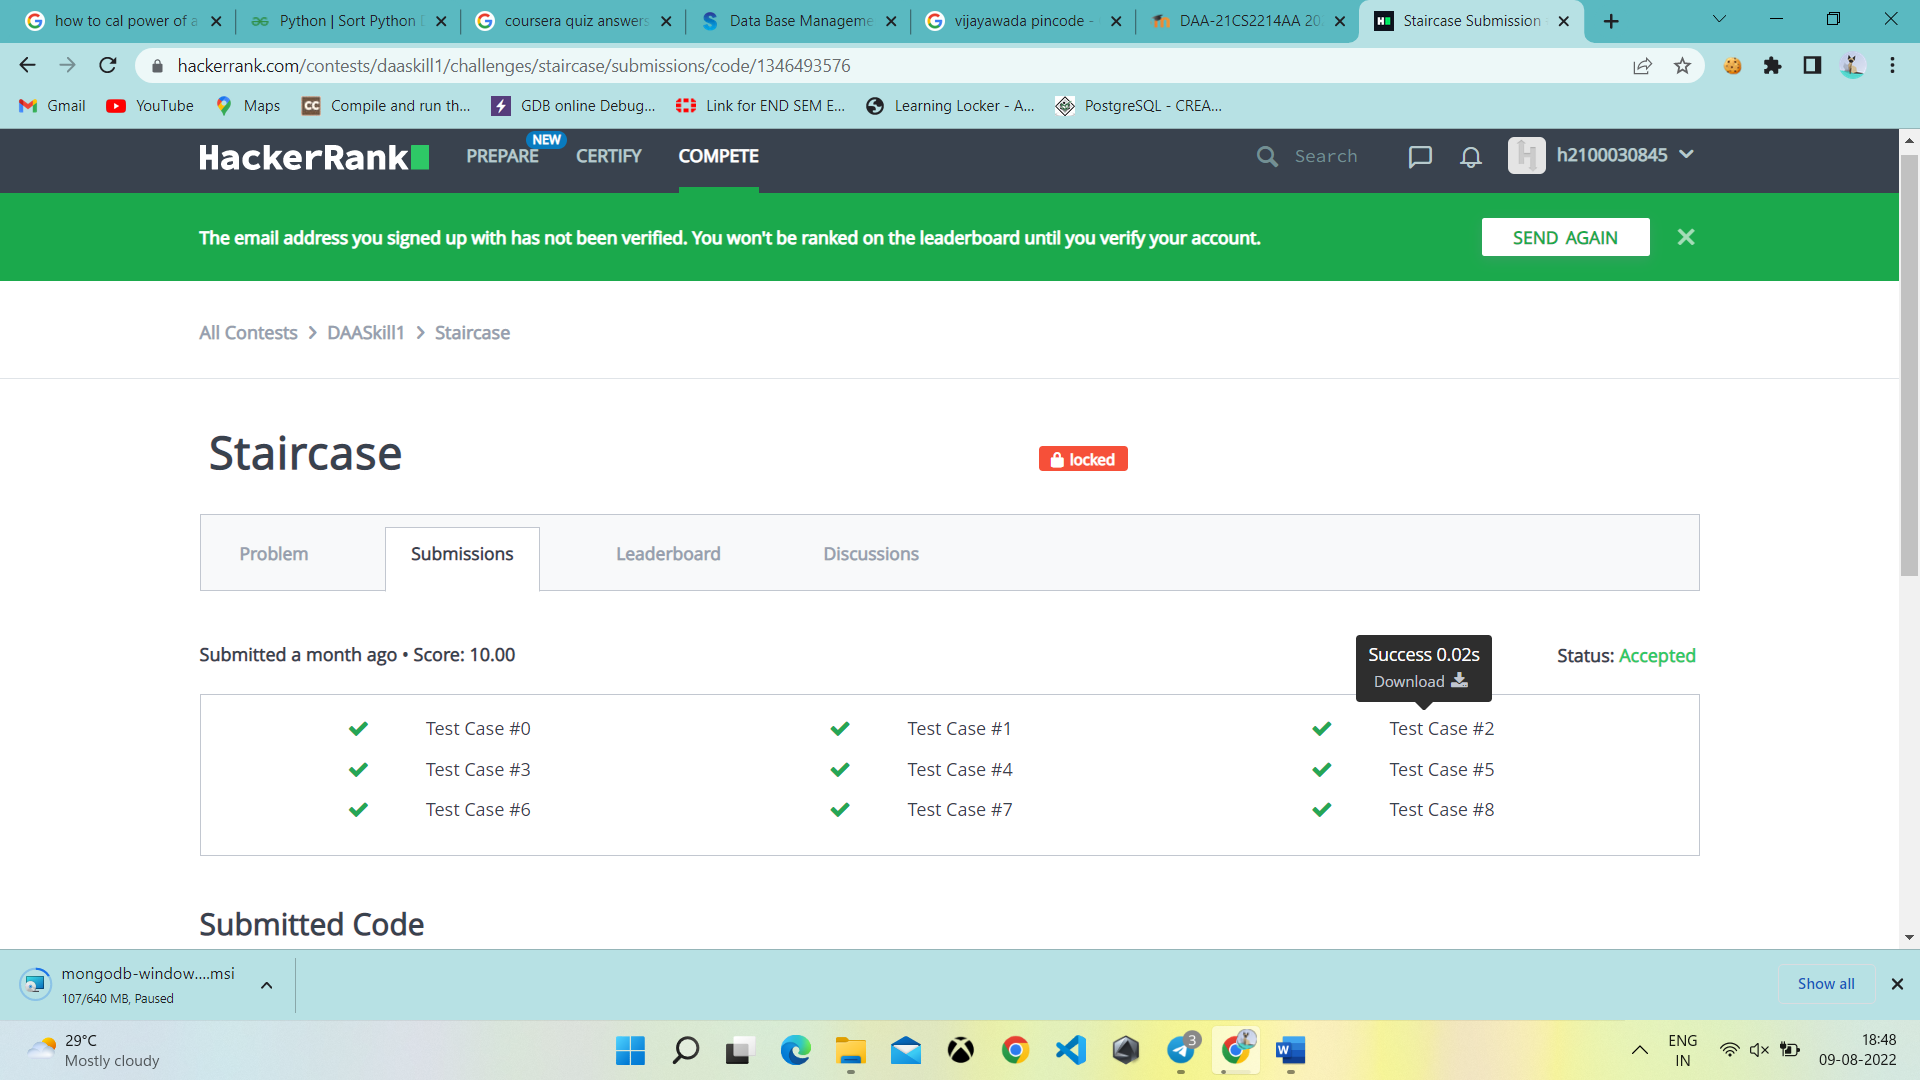 how to cal power of a
Python | Sort Python
coursera quiz answers
Data Base Manageme
vijayawada pincode -
DAA-21CS2214AA 20
Staircase Submission
hackerrank.com/contests/daaskill1/challenges/staircase/submissions/code/1346493576
Gmail
YouTube
Maps
CC
Compile and run th...
GDB online Debug...
Link for END SEM E...
Learning Locker - A...
PostgreSQL - CREA...
HackerRank
PREPARE
NEW
CERTIFY
COMPETE
Search
h2100030845
The email address you signed up with has not been verified. You won't be ranked on the leaderboard until you verify your account.
SEND AGAIN
All Contests > DAASkill1 > Staircase
Staircase
locked
Problem
Submissions
Leaderboard
Discussions
Submitted a month ago • Score: 10.00
Success 0.02s
Download
Status: Accepted
Test Case #0
Test Case #1
Test Case #2
Test Case #3
Test Case #4
Test Case #5
Test Case #6
Test Case #7
Test Case #8
Submitted Code
mongodb-window....msi
107/640 MB, Paused
Show all
29°C
Mostly cloudy
3
ENG
IN
18:48
09-08-2022